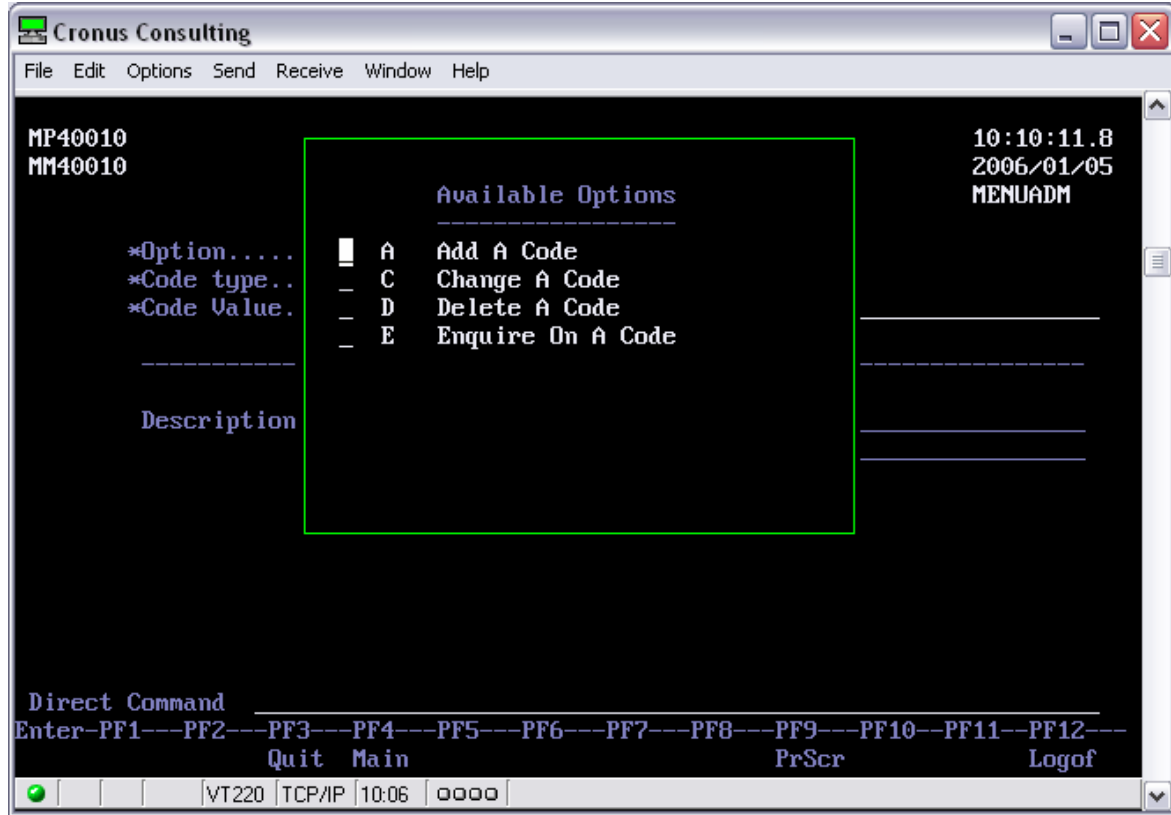 Cronus Consulting
File Edit Options Send Receive Window Help
MP40010 10:10:11.8
MM40010 2006/01/05
Available Options MENUADM
-----------------
*Option..... _ A Add A Code
*Code type.. _ C Change A Code
*Code Value. _ D Delete A Code
_ E Enquire On A Code
Description
Direct Command
Enter-PF1---PF2---PF3---PF4---PF5---PF6---PF7---PF8---PF9---PF10--PF11--PF12---
Quit Main PrScr Logof
VT220 TCP/IP 10:06